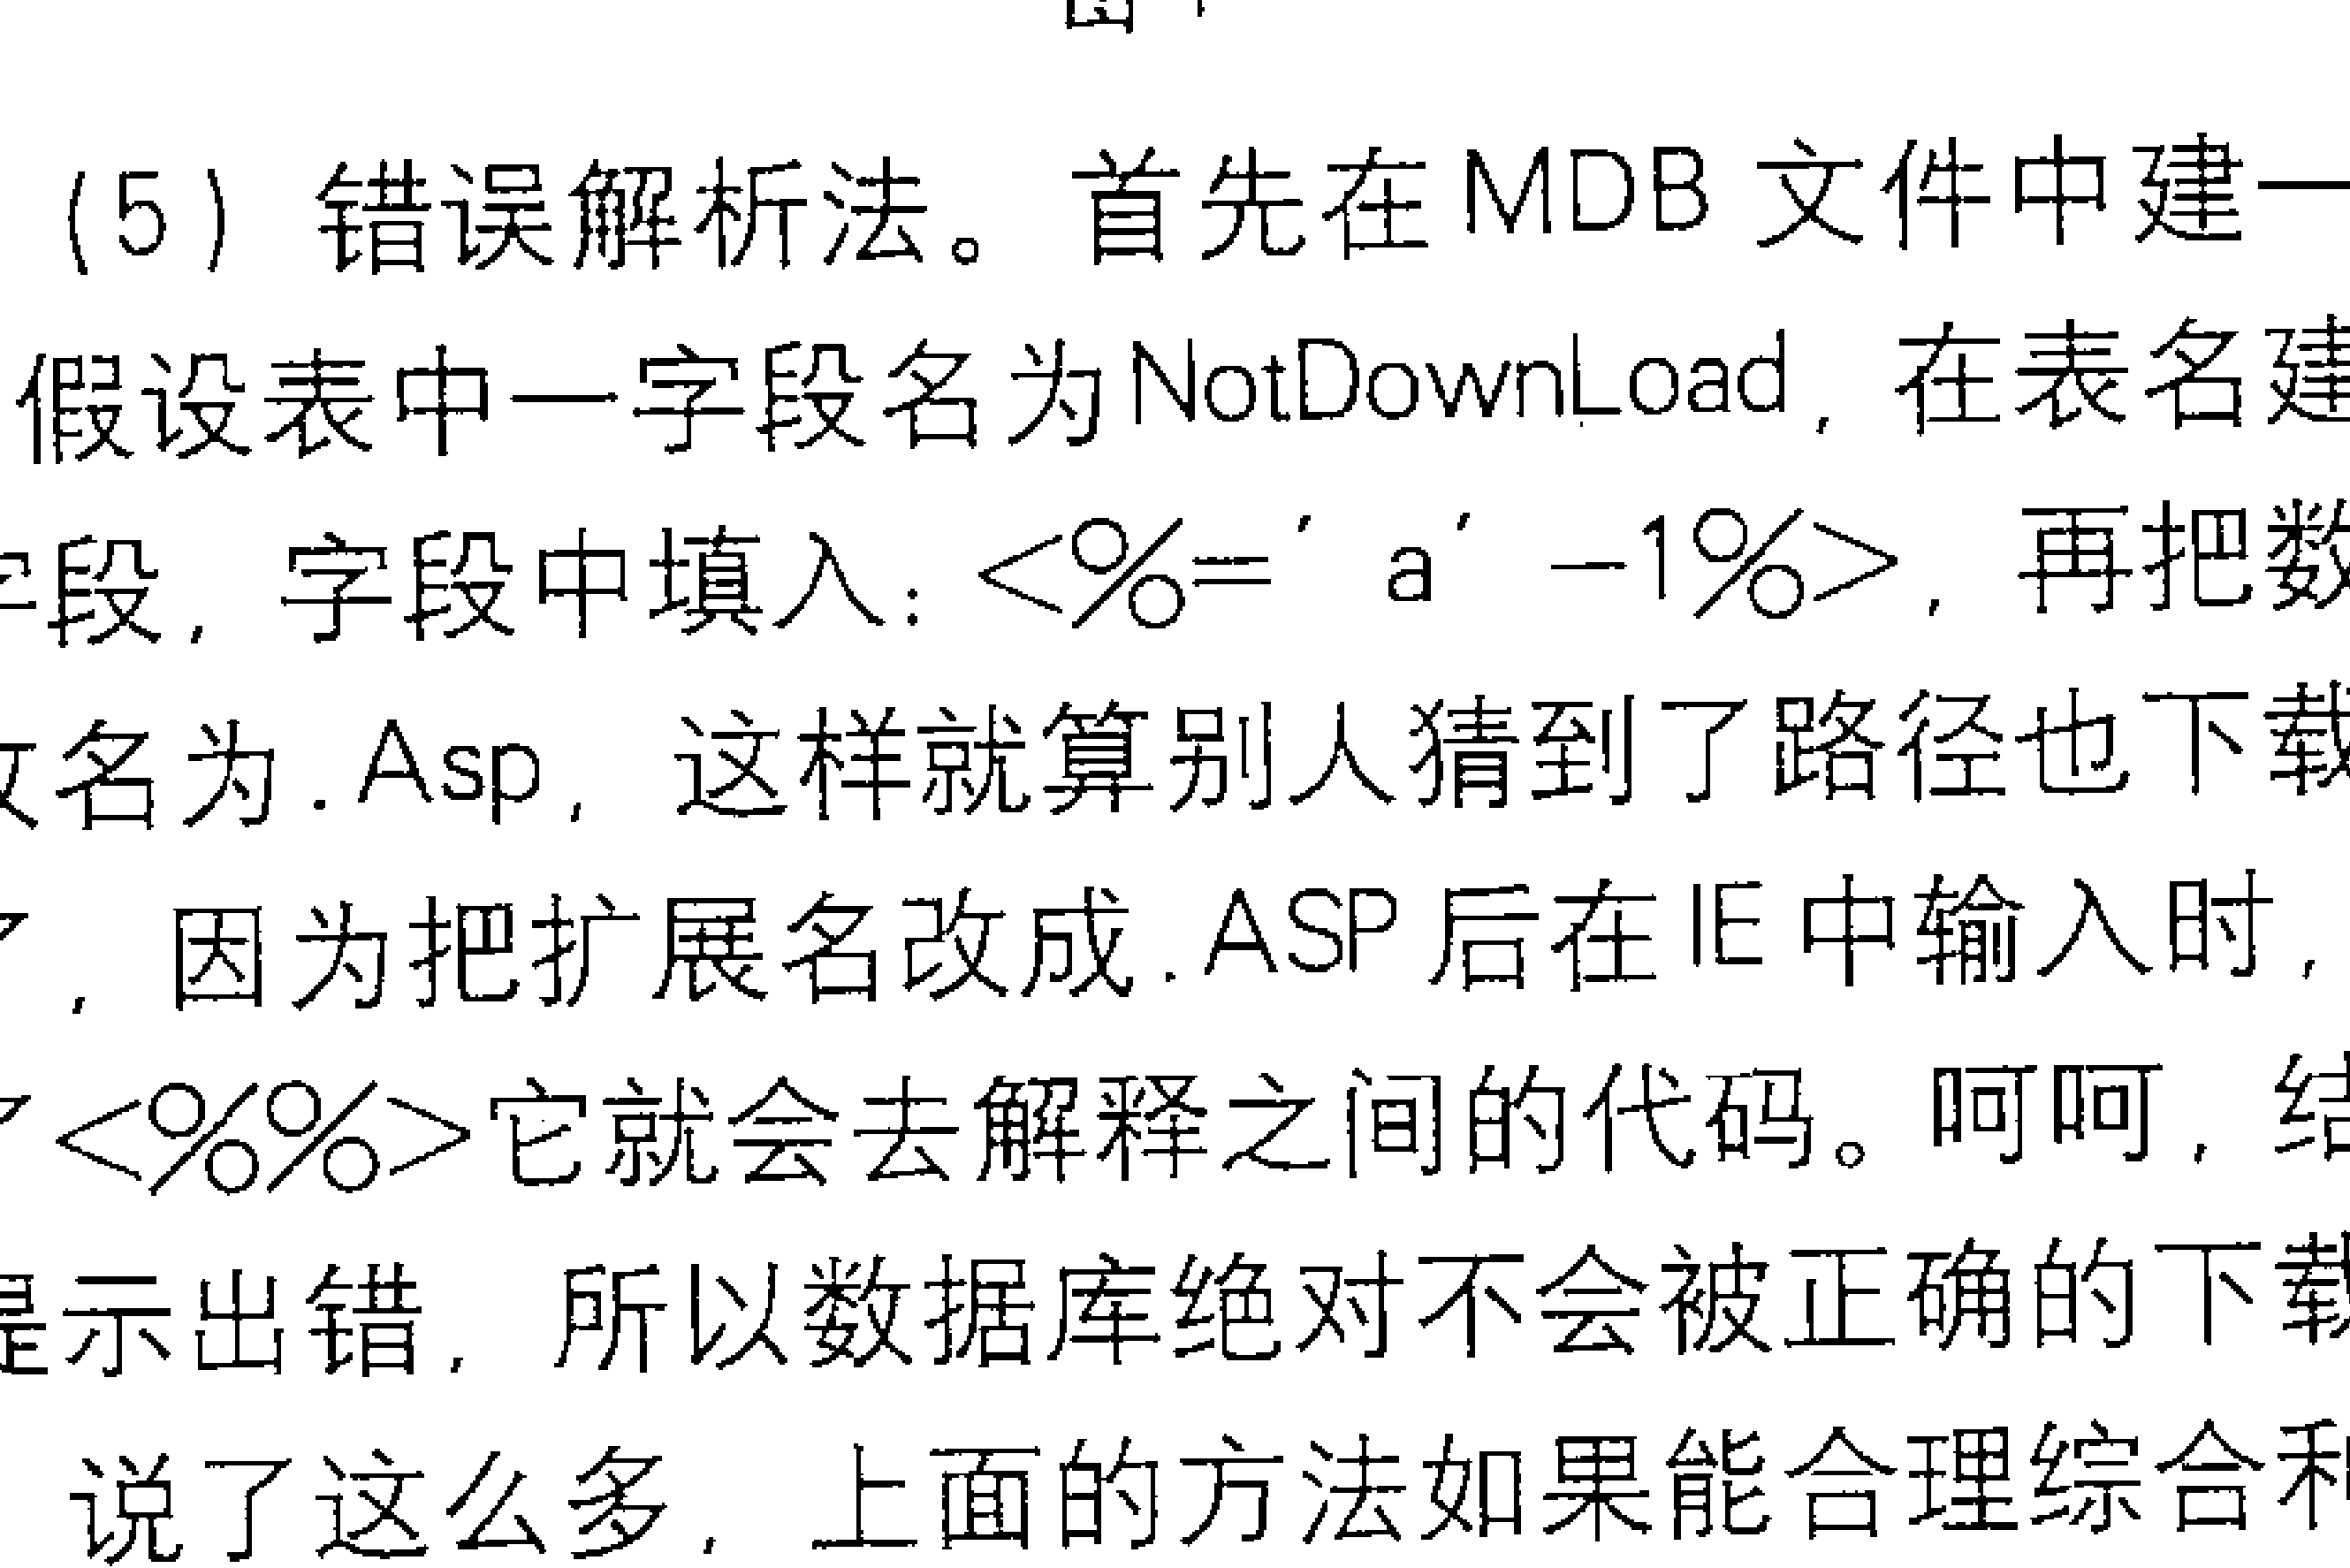 (5) 错误解析法。首先在MDB文件中建一
假设表中一字段名为NotDownLoad,在表名建
字段,字段中填入:<%=′a′-1%>,再把数
改名为.Asp,这样就算别人猜到了路径也下载
了,因为把扩展名改成.ASP后在IE中输入时,
了<%%>它就会去解释之间的代码。呵呵,结
是示出错,所以数据库绝对不会被正确的下载
说了这么多,上面的方法如果能合理综合利